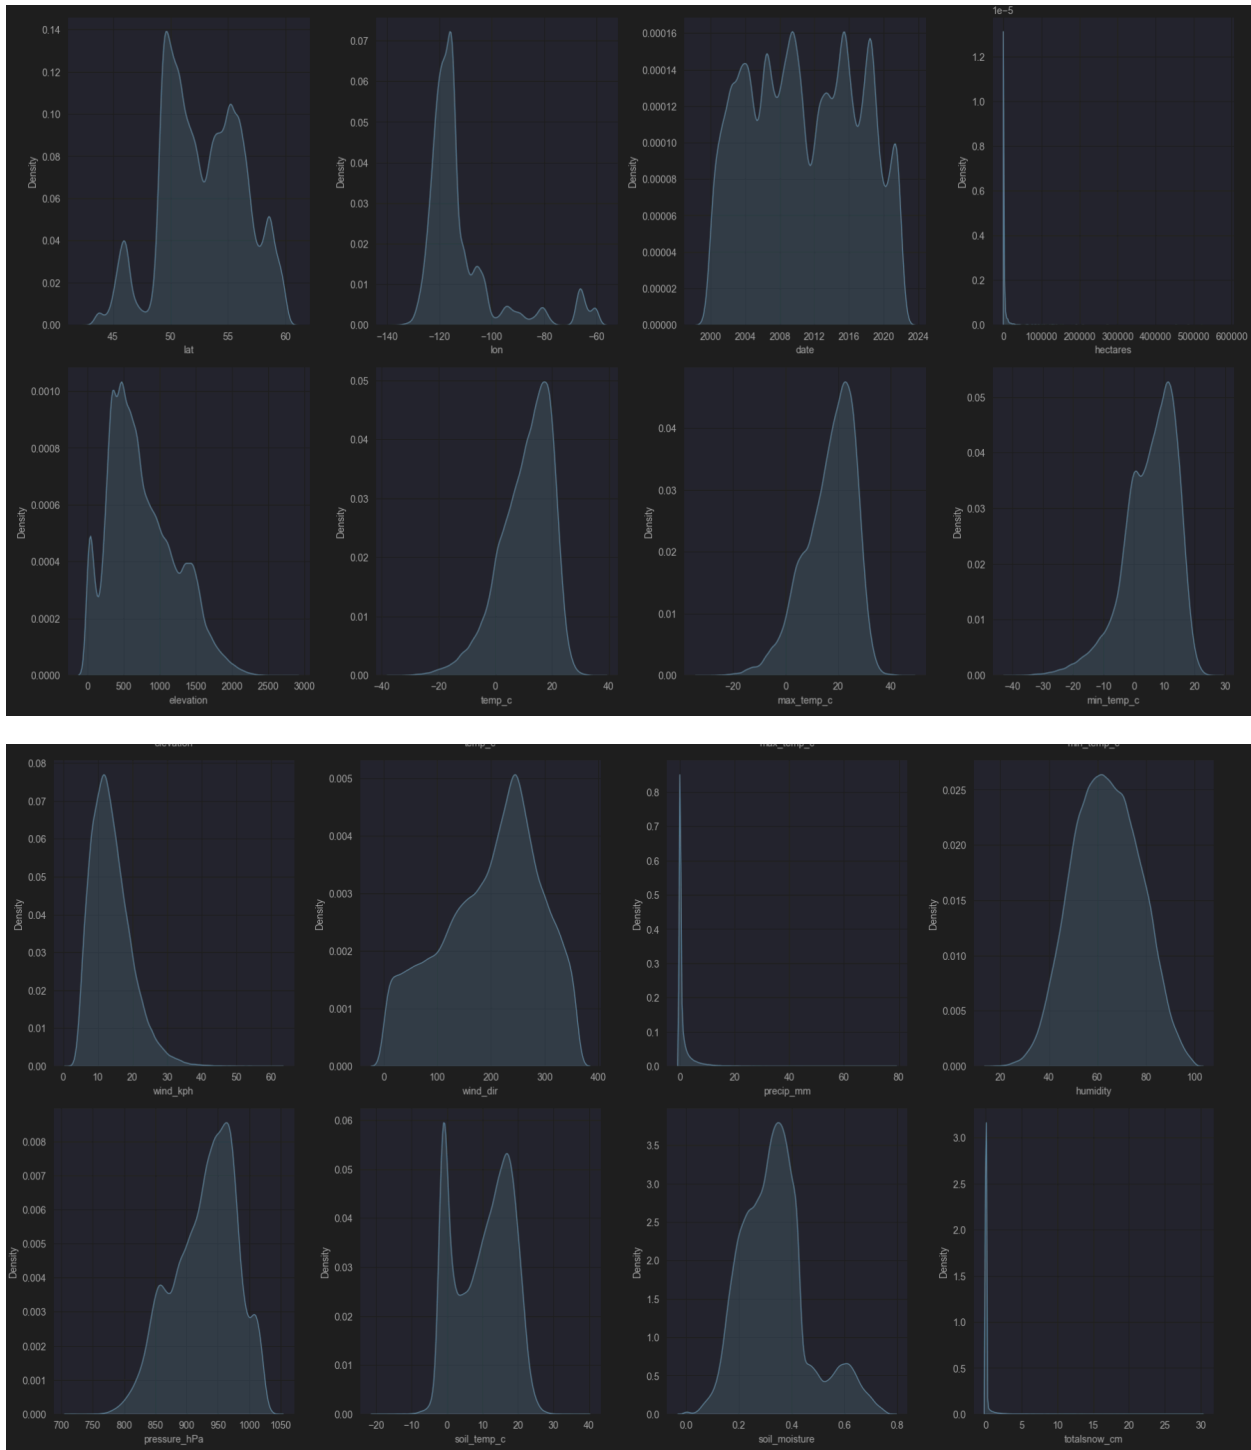 1e−5
0.14
0.12
0.10
0.08
0.06
0.04
0.02
0.00
Density
45 50 55 60
lat
0.07
0.06
0.05
0.04
0.03
0.02
0.01
0.00
Density
−140 −120 −100 −80 −60
lon
0.00016
0.00014
0.00012
0.00010
0.00008
0.00006
0.00004
0.00002
0.00000
Density
2000 2004 2008 2012 2016 2020 2024
date
1.2
1.0
0.8
0.6
0.4
0.2
0.0
Density
0 100000 200000 300000 400000 500000 600000
hectares
0.0010
0.0008
0.0006
0.0004
0.0002
0.0000
Density
0 500 1000 1500 2000 2500 3000
elevation
0.05
0.04
0.03
0.02
0.01
0.00
Density
−40 −20 0 20 40
temp_c
0.04
0.03
0.02
0.01
0.00
Density
−20 0 20 40
max_temp_c
0.05
0.04
0.03
0.02
0.01
0.00
Density
−40 −30 −20 −10 0 10 20 30
min_temp_c
elevation temp_c max_temp_c min_temp_c
0.08
0.07
0.06
0.05
0.04
0.03
0.02
0.01
0.00
Density
0 10 20 30 40 50 60
wind_kph
0.005
0.004
0.003
0.002
0.001
0.000
Density
0 100 200 300 400
wind_dir
0.8
0.7
0.6
0.5
0.4
0.3
0.2
0.1
0.0
Density
0 20 40 60 80
precip_mm
0.025
0.020
0.015
0.010
0.005
0.000
Density
20 40 60 80 100
humidity
0.008
0.007
0.006
0.005
0.004
0.003
0.002
0.001
0.000
Density
700 750 800 850 900 950 1000 1050
pressure_hPa
0.06
0.05
0.04
0.03
0.02
0.01
0.00
Density
−20 −10 0 10 20 30 40
soil_temp_c
3.5
3.0
2.5
2.0
1.5
1.0
0.5
0.0
Density
0.0 0.2 0.4 0.6 0.8
soil_moisture
3.0
2.5
2.0
1.5
1.0
0.5
0.0
Density
0 5 10 15 20 25 30
totalsnow_cm